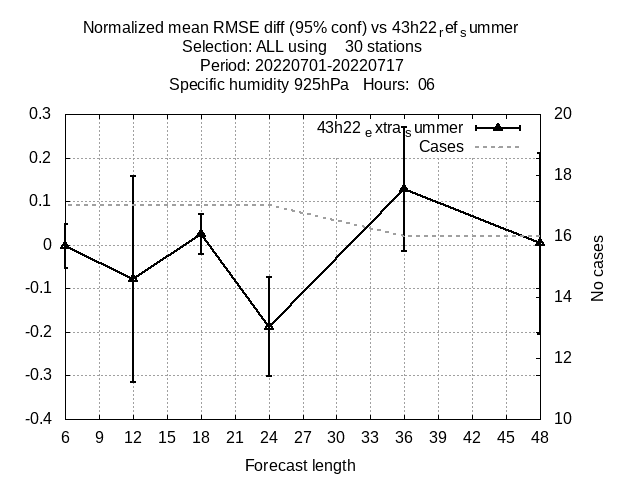 Normalized mean RMSE diff (95% conf) vs 43h22ref summer
Selection: ALL using 30 stations
Period: 20220701-20220717
Specific humidity 925hPa Hours: 06
43h22 extrasummer
Cases
0.3
0.2
0.1
0
-0.1
-0.2
-0.3
-0.4
20
18
16
14
12
10
No cases
6 9 12 15 18 21 24 27 30 33 36 39 42 45 48
Forecast length